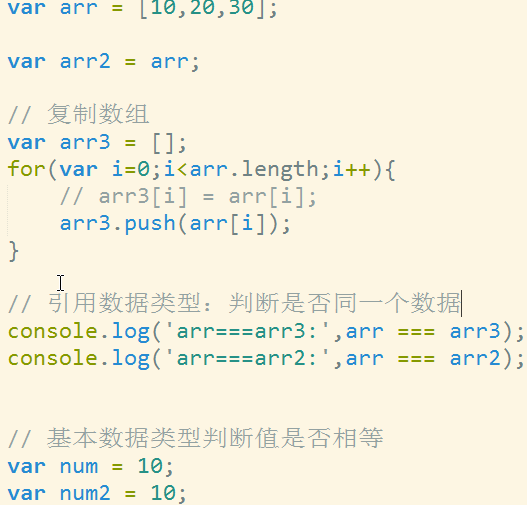 var arr = [10,20,30];
var arr2 = arr;
// 复制数组
var arr3 = [];
for(var i=0;i<arr.length;i++){
// arr3[i] = arr[i];
arr3.push(arr[i]);
}
// 引用数据类型：判断是否同一个数据
console.log('arr===arr3:',arr === arr3);
console.log('arr===arr2:',arr === arr2);
// 基本数据类型判断值是否相等
var num = 10;
var num2 = 10;